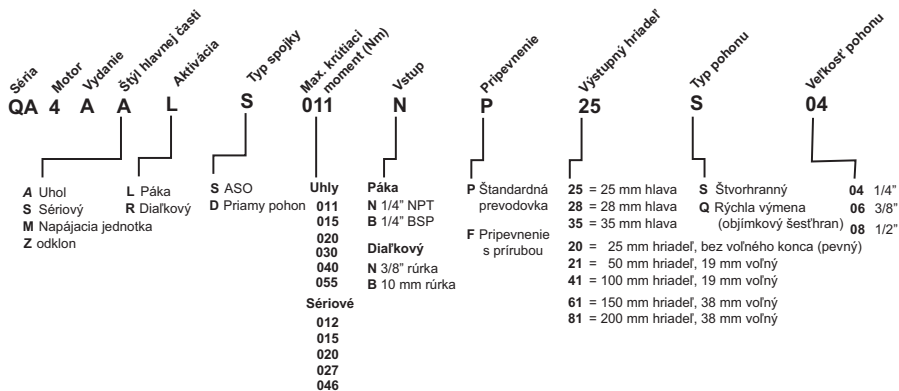 Séria
Motor
Vydanie
Štýl hlavnej časti
Aktivácia
Typ spojky
Max. krútiaci
moment (Nm)
Vstup
Pripevnenie
Výstupný hriadeľ
Typ pohonu
Veľkosť pohonu
QA 4 A A L S 011 N P 25 S 04
A Uhol
S Sériový
M Napájacia jednotka
Z odklon
L Páka
R Diaľkový
S ASO
D Priamy pohon
Uhly
011
015
020
030
040
055
Sériové
012
015
020
027
046
Páka
N 1/4” NPT
B 1/4” BSP
Diaľkový
N 3/8” rúrka
B 10 mm rúrka
P Štandardná
prevodovka
F Pripevnenie
s prírubou
25 = 25 mm hlava
28 = 28 mm hlava
35 = 35 mm hlava
20 = 25 mm hriadeľ, bez voľného konca (pevný)
21 = 50 mm hriadeľ, 19 mm voľný
41 = 100 mm hriadeľ, 19 mm voľný
61 = 150 mm hriadeľ, 38 mm voľný
81 = 200 mm hriadeľ, 38 mm voľný
S Štvorhranný
Q Rýchla výmena
(objímkový šesťhran)
04 1/4”
06 3/8”
08 1/2”